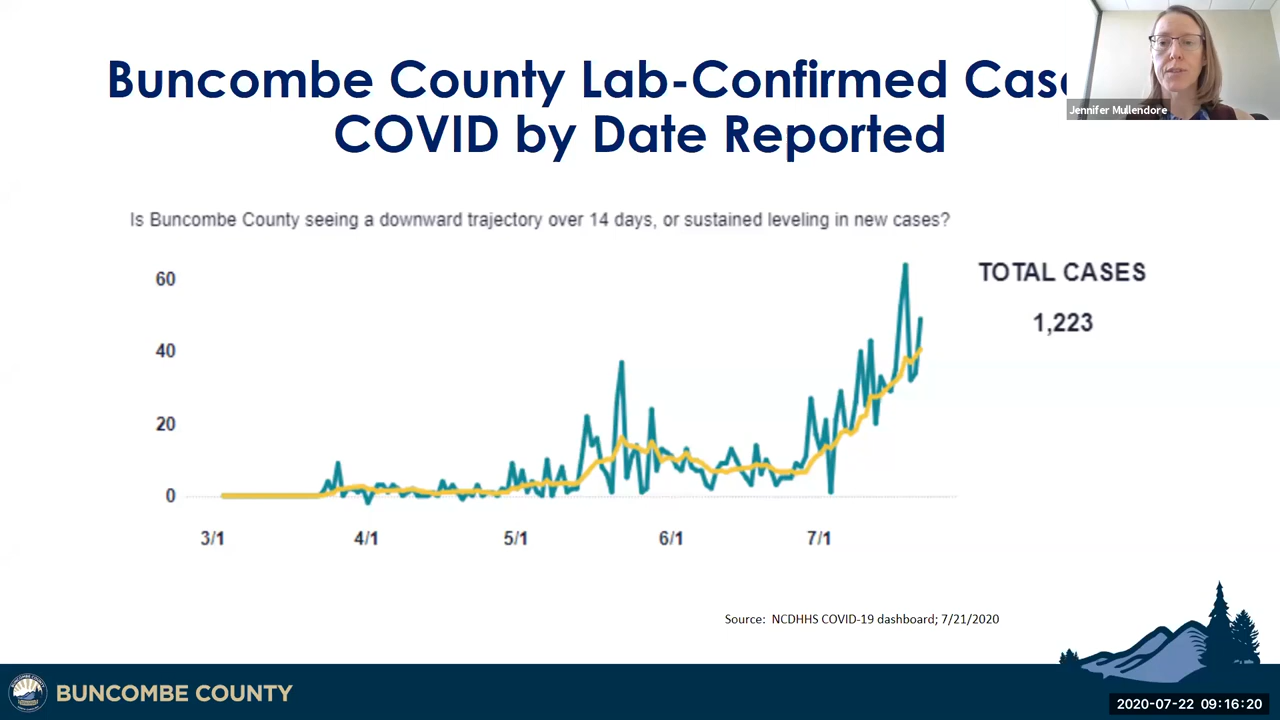 Buncombe County Lab-Confirmed Cas
COVID by Date Reported
Jennifer Mullendore
Is Buncombe County seeing a downward trajectory over 14 days, or sustained leveling in new cases?
TOTAL CASES
1,223
60
40
20
0
3/1 4/1 5/1 6/1 7/1
Source: NCDHHS COVID-19 dashboard; 7/21/2020
BUNCOMBE COUNTY
2020-07-22 09:16:20